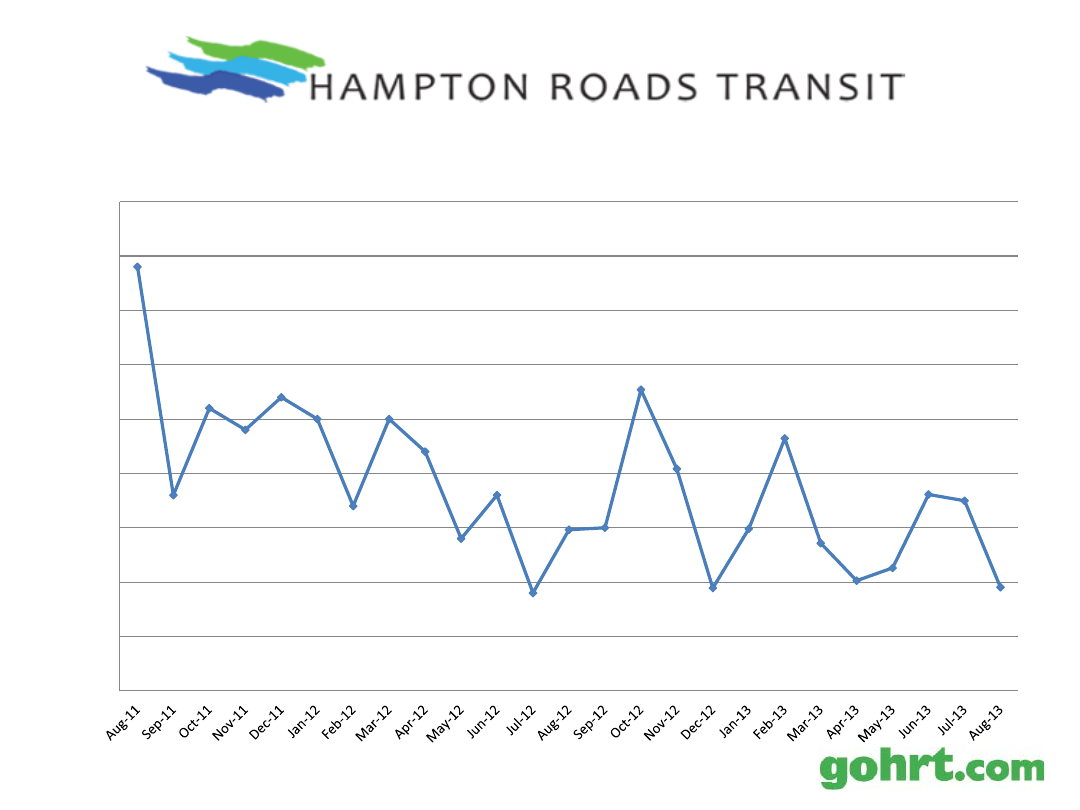 HAMPTON ROADS TRANSIT
Aug-11
Sep-11
Oct-11
Nov-11
Dec-11
Jan-12
Feb-12
Mar-12
Apr-12
May-12
Jun-12
Jul-12
Aug-12
Sep-12
Oct-12
Nov-12
Dec-12
Jan-13
Feb-13
Mar-13
Apr-13
May-13
Jun-13
Jul-13
Aug-13
gohrt.com